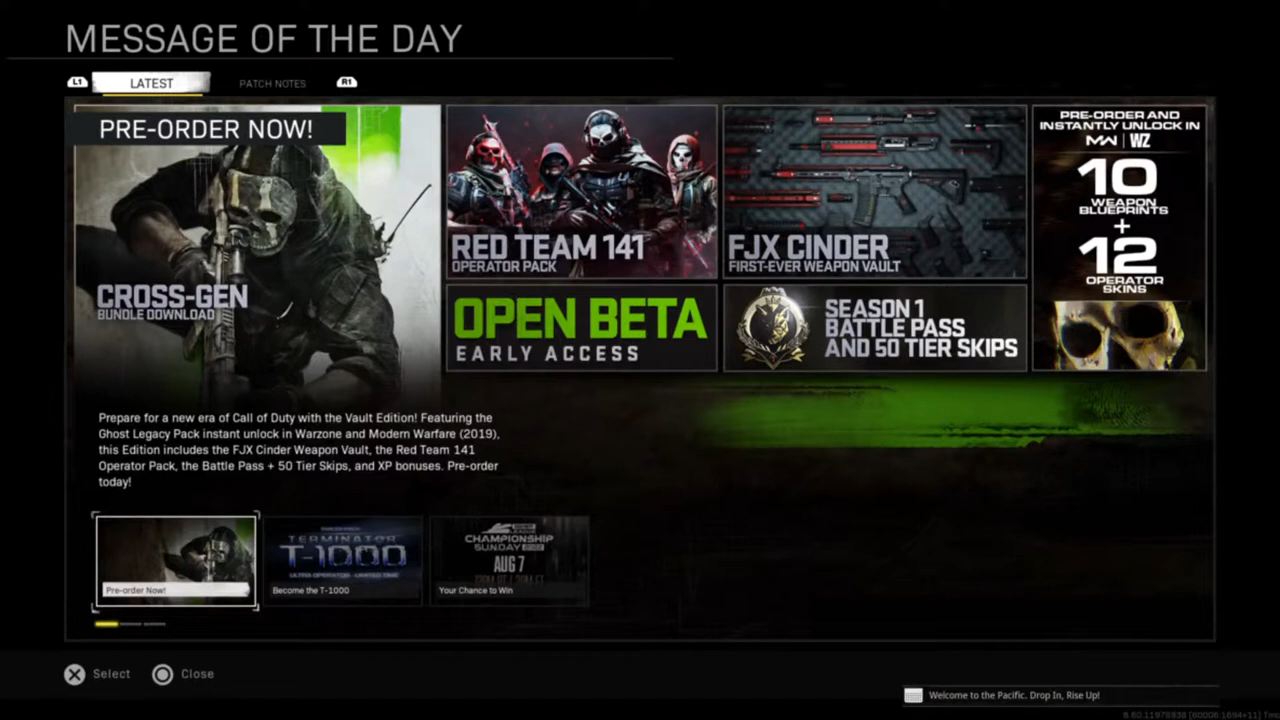 MESSAGE OF THE DAY
L1 LATEST PATCH NOTES R1
PRE-ORDER NOW!
CROSS-GEN
BUNDLE DOWNLOAD
RED TEAM 141
OPERATOR PACK
FJX CINDER
FIRST-EVER WEAPON VAULT
PRE-ORDER AND
INSTANTLY UNLOCK IN
MW | WZ
10
WEAPON
BLUEPRINTS
+
12
OPERATOR
SKINS
OPEN BETA
EARLY ACCESS
SEASON 1
BATTLE PASS
AND 50 TIER SKIPS
Prepare for a new era of Call of Duty with the Vault Edition! Featuring the
Ghost Legacy Pack instant unlock in Warzone and Modern Warfare (2019),
this Edition includes the FJX Cinder Weapon Vault, the Red Team 141
Operator Pack, the Battle Pass + 50 Tier Skips, and XP bonuses. Pre-order
today!
Pre-order Now!
TERMINATOR
T-1000
ULTRA OPERATOR - LIMITED TIME
Become the T-1000
CHAMPIONSHIP
SUNDAY 2022
AUG 7
Your Chance to Win
Select
Close
Welcome to the Pacific. Drop In, Rise Up!